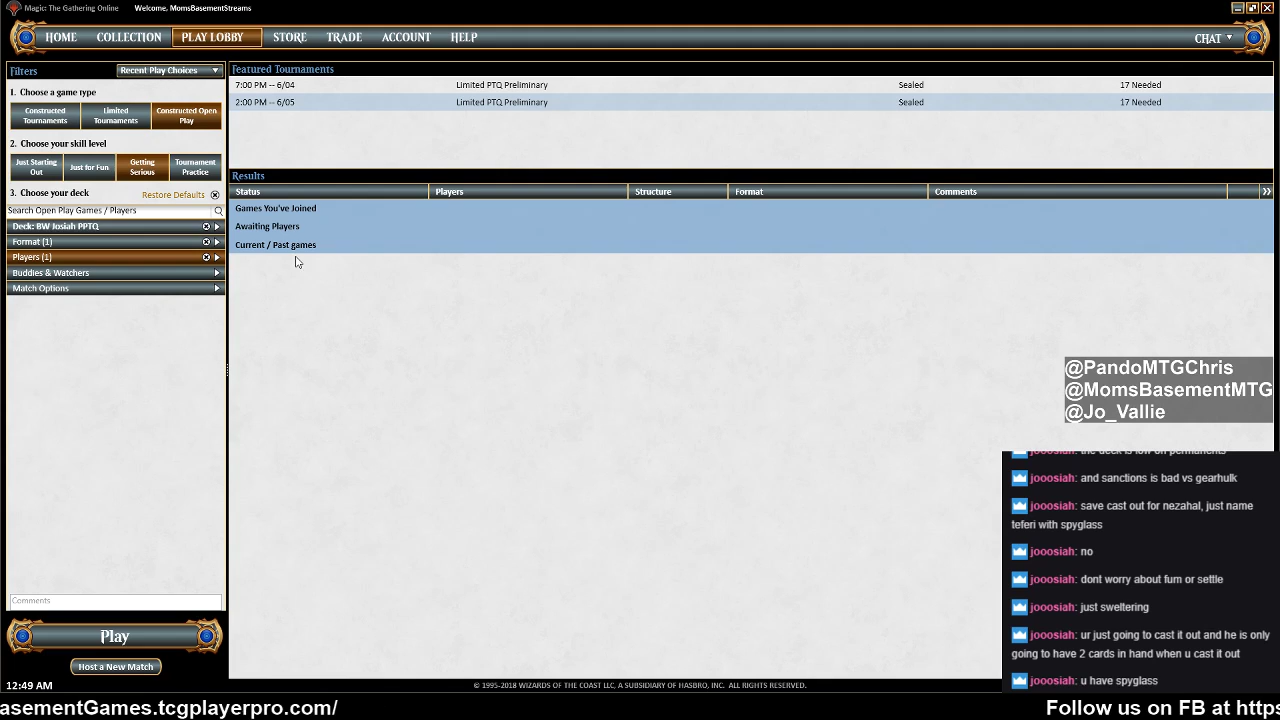 Magic: The Gathering Online Welcome, MomsBasementStreams
HOME COLLECTION PLAY LOBBY STORE TRADE ACCOUNT HELP CHAT
Filters Recent Play Choices
1. Choose a game type
Constructed Tournaments
Limited Tournaments
Constructed Open Play
2. Choose your skill level
Just Starting Out
Just for Fun
Getting Serious
Tournament Practice
3. Choose your deck Restore Defaults
Search Open Play Games / Players
Deck: BW Josiah PPTQ
Format (1)
Players (1)
Buddies & Watchers
Match Options
Comments
Play
Host a New Match
12:49 AM
Featured Tournaments
7:00 PM -- 6/04 Limited PTQ Preliminary Sealed 17 Needed
2:00 PM -- 6/05 Limited PTQ Preliminary Sealed 17 Needed
Results
Status Players Structure Format Comments
Games You've Joined
Awaiting Players
Current / Past games
@PandoMTGChris
@MomsBasementMTG
@Jo_Vallie
jooosiah: the deck is low on permanents
jooosiah: and sanctions is bad vs gearhulk
jooosiah: save cast out for nezahal, just name
teferi with spyglass
jooosiah: no
jooosiah: dont worry about fum or settle
jooosiah: just sweltering
jooosiah: ur just going to cast it out and he is only
going to have 2 cards in hand when u cast it out
jooosiah: u have spyglass
© 1995-2018 WIZARDS OF THE COAST LLC, A SUBSIDIARY OF HASBRO, INC. ALL RIGHTS RESERVED.
asementGames.tcgplayerpro.com/ Follow us on FB at https